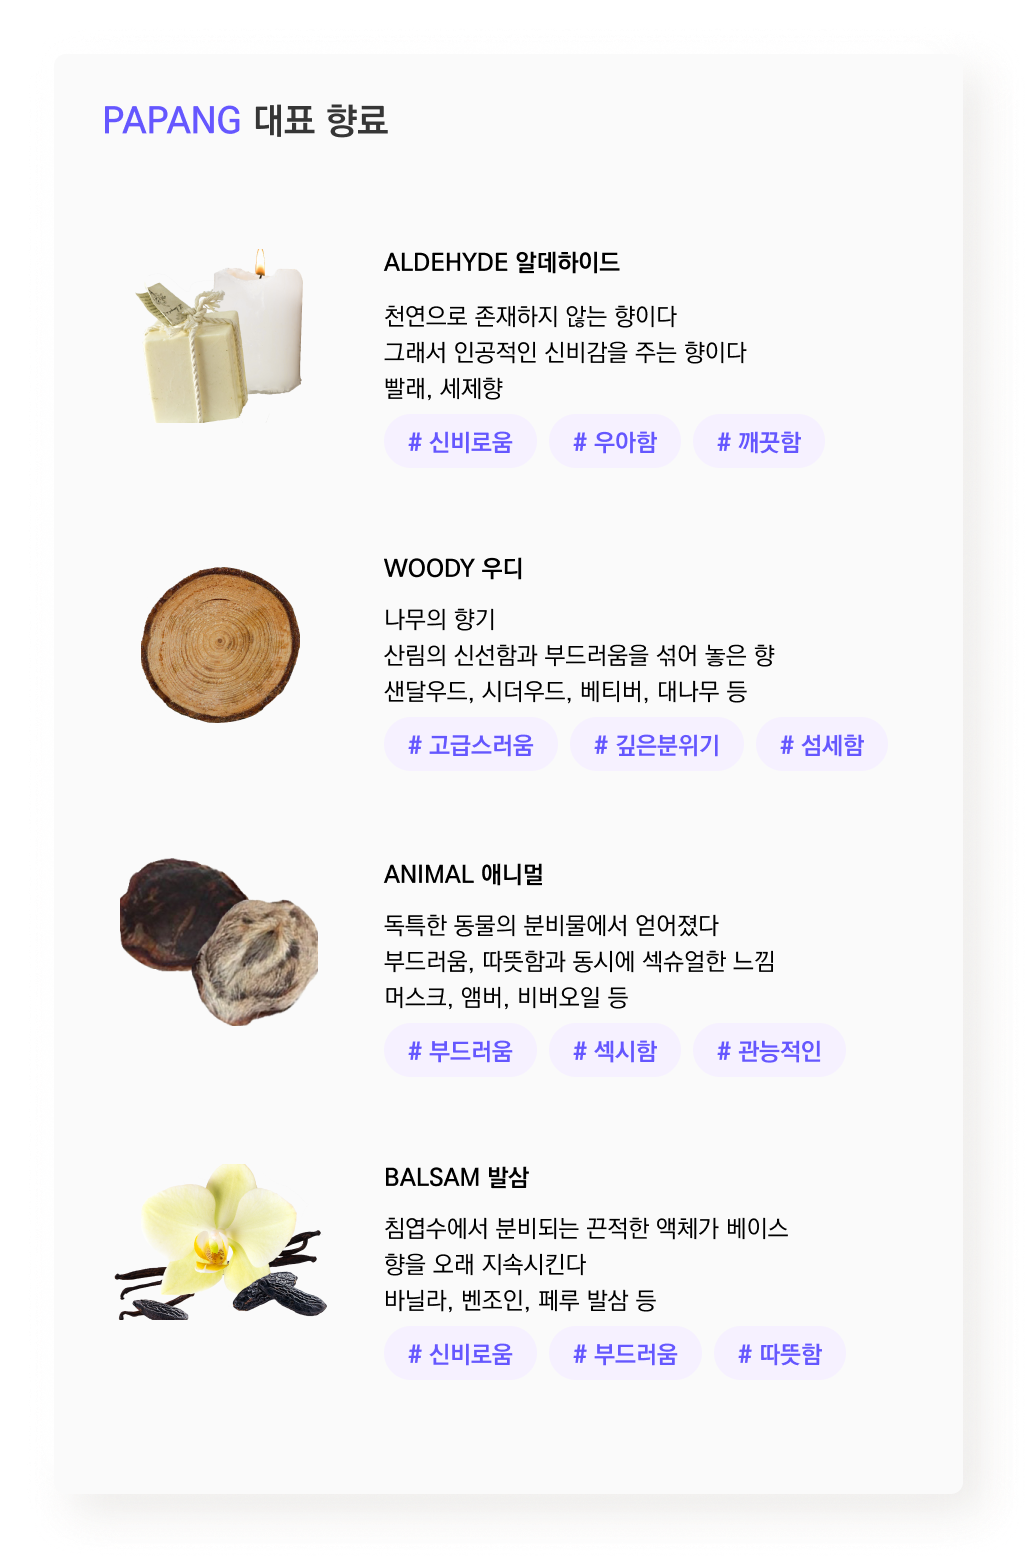 PAPANG 대표 향료
ALDEHYDE 알데하이드
천연으로 존재하지 않는 향이다
그래서 인공적인 신비감을 주는 향이다
빨래, 세제향
# 신비로움 # 우아함 # 깨끗함
WOODY 우디
나무의 향기
산림의 신선함과 부드러움을 섞어 놓은 향
샌달우드, 시더우드, 베티버, 대나무 등
# 고급스러움 # 깊은분위기 # 섬세함
ANIMAL 애니멀
독특한 동물의 분비물에서 얻어졌다
부드러움, 따뜻함과 동시에 섹슈얼한 느낌
머스크, 앰버, 비버오일 등
# 부드러움 # 섹시함 # 관능적인
BALSAM 발삼
침엽수에서 분비되는 끈적한 액체가 베이스
향을 오래 지속시킨다
바닐라, 벤조인, 페루 발삼 등
# 신비로움 # 부드러움 # 따뜻함